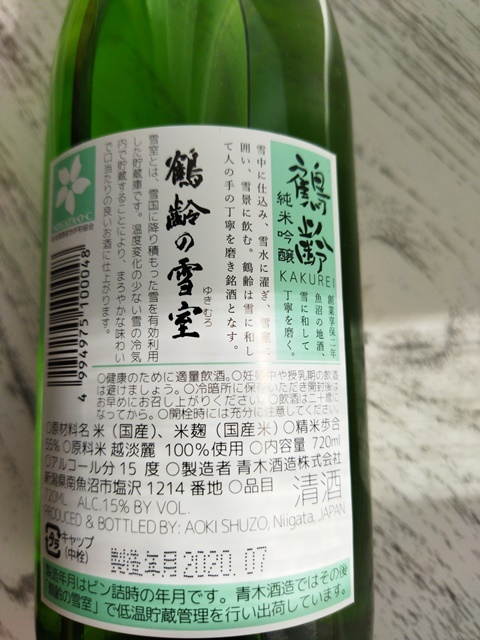 鶴齢
純米吟醸
KAKUREI
創業享保二年
魚沼の地酒、
雪に和して
丁寧を磨く。
雪中に仕込み、雪水に濯ぎ、雪室に
囲い、雪景に飲む。鶴齢は雪に和し
て人の手の丁寧を磨き銘酒となす。
鶴齢の雪室
ゆきむろ
雪室とは、雪国に降り積もった雪を有効利用
した貯蔵庫です。温度変化の少ない雪の冷気
内で貯蔵することにより、まろやかな味わい
で口当たりの良いお酒に仕上がります。
4 994975 100048
○健康のために適量飲酒。○妊娠中や授乳期の飲酒
は避けましょう。○冷暗所に保存いただき開封後は
お早めにお召し上がりください。○飲酒は二十歳に
なってから。○開栓時には充分に注意してください。
○原材料名 米(国産)、米麹(国産米) ○精米歩合
55% ○原料米 越淡麗 100%使用 ○内容量 720ml
○アルコール分 15 度 ○製造者 青木酒造株式会社
新潟県南魚沼市塩沢 1214 番地 ○品目 清酒
720ML ALC.15% BY VOL.
PRODUCED & BOTTLED BY: AOKI SHUZO, Niigata, JAPAN
プラ
キャップ
(中栓)
製造年月 2020.07
製造年月はビン詰時の年月です。青木酒造ではその後
「鶴齢の雪室」で低温貯蔵管理を行い出荷しています。